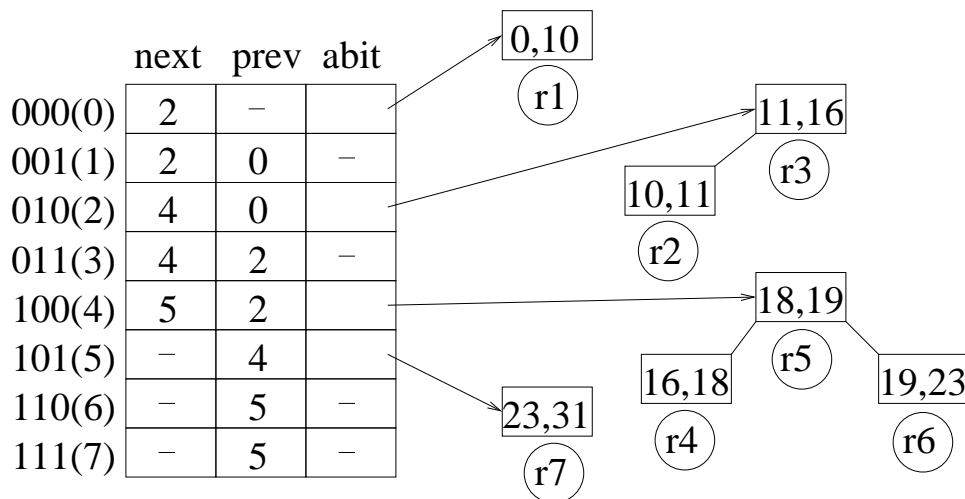 next prev abit
000(0) 2 –
001(1) 2 0 –
010(2) 4 0
011(3) 4 2 –
100(4) 5 2
101(5) – 4
110(6) – 5 –
111(7) – 5 –
0,10
r1
11,16
r3
10,11
r2
18,19
r5
16,18
r4
19,23
r6
23,31
r7